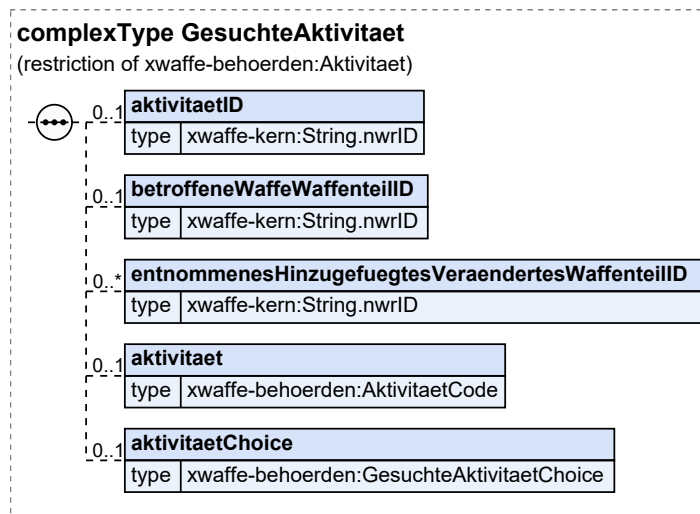 complexType GesuchteAktivitaet
(restriction of xwaffe-behoerden:Aktivitaet)
0..1 aktivitaetID
type xwaffe-kern:String.nwrID
0..1 betroffeneWaffeWaffenteilID
type xwaffe-kern:String.nwrID
0..* entnommenesHinzugefuegtesVeraendertesWaffenteilID
type xwaffe-kern:String.nwrID
0..1 aktivitaet
type xwaffe-behoerden:AktivitaetCode
0..1 aktivitaetChoice
type xwaffe-behoerden:GesuchteAktivitaetChoice